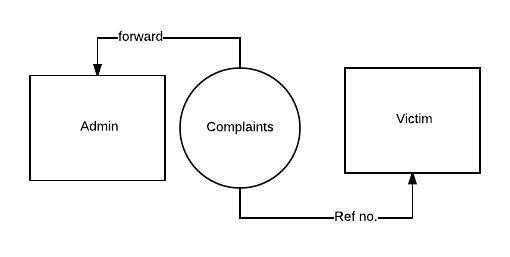 forward
Admin
Complaints
Victim
Ref no.